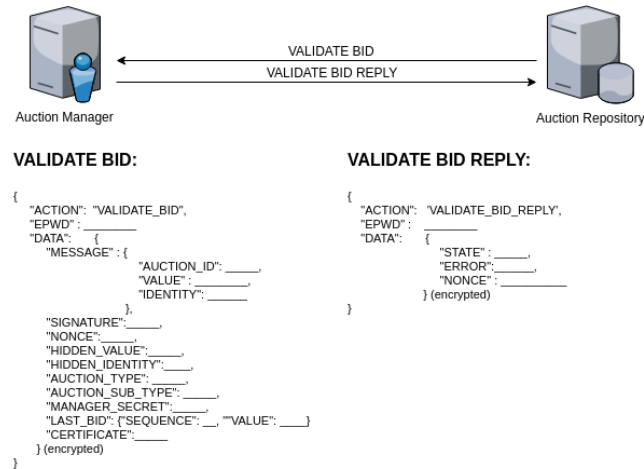 VALIDATE BID
VALIDATE BID REPLY
Auction Manager
Auction Repository
VALIDATE BID:
{
"ACTION": "VALIDATE_BID",
"EPWD" : ________
"DATA": {
"MESSAGE" : {
"AUCTION_ID": _____,
"VALUE" : ________,
"IDENTITY": ______
},
"SIGNATURE":_____,
"NONCE":_____,
"HIDDEN_VALUE":_____,
"HIDDEN_IDENTITY":____,
"AUCTION_TYPE": _____,
"AUCTION_SUB_TYPE": _____,
"MANAGER_SECRET":_____,
"LAST_BID": {"SEQUENCE": __, ""VALUE": ____}
"CERTIFICATE":_____
} (encrypted)
}
VALIDATE BID REPLY:
{
"ACTION": 'VALIDATE_BID_REPLY',
"EPWD" : ________
"DATA": {
"STATE" : _____,
"ERROR":______,
"NONCE" : __________
} (encrypted)
}